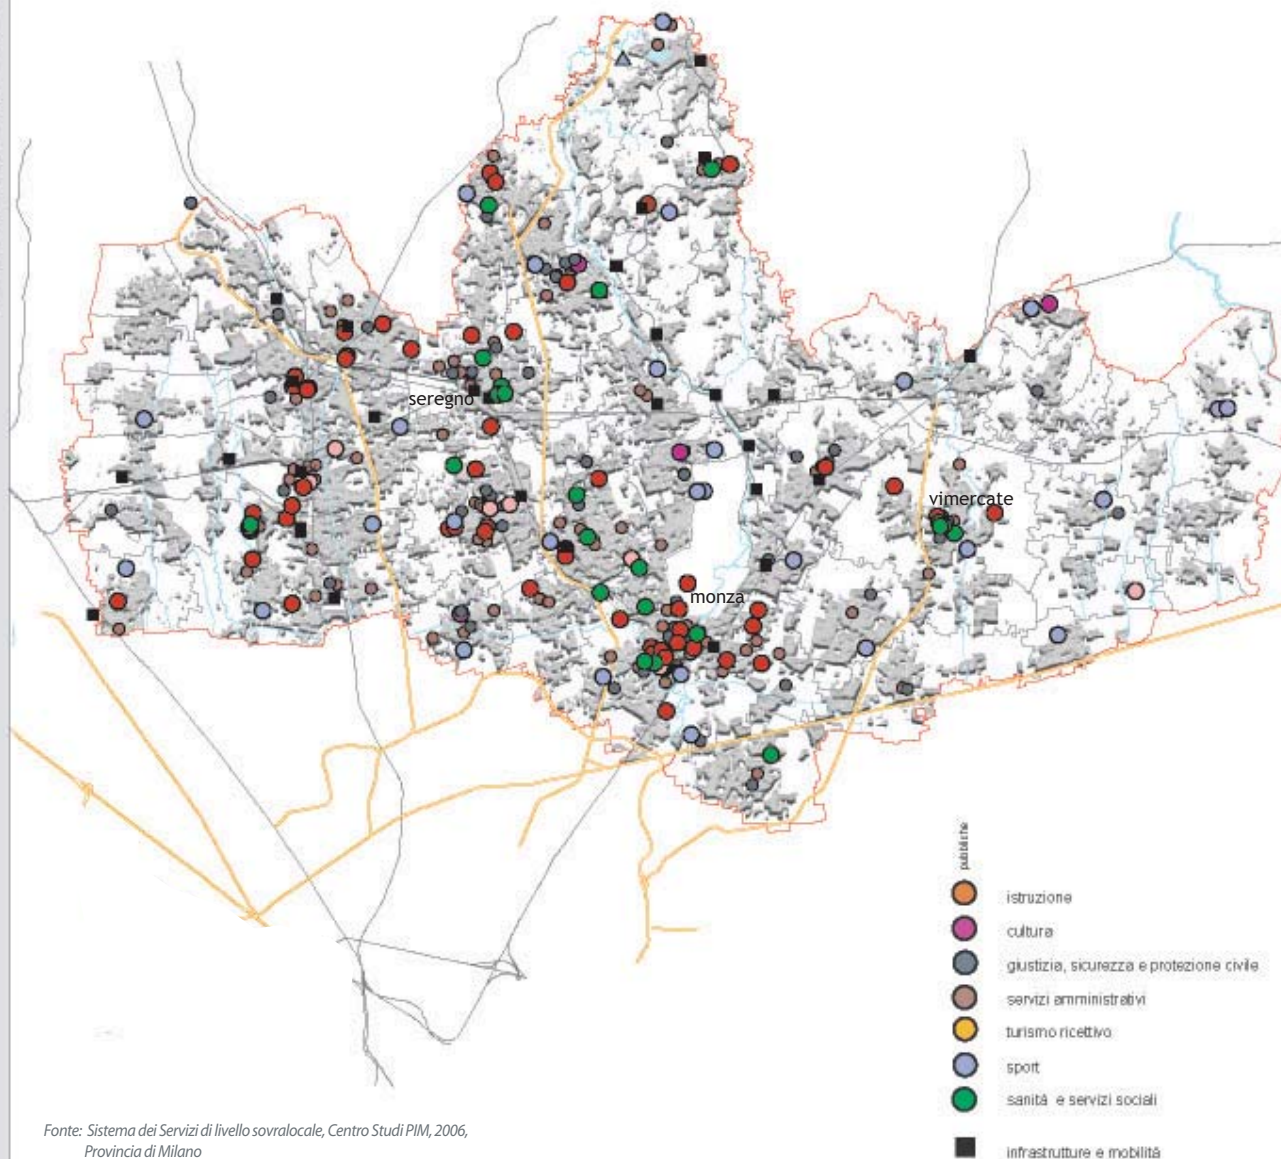 seregno
vimercate
monza
pubbliche
istruzione
cultura
giustizia, sicurezza e protezione civile
servizi amministrativi
turismo ricettivo
sport
sanità e servizi sociali
infrastrutture e mobilità
Fonte: Sistema dei Servizi di livello sovralocale, Centro Studi PIM, 2006,
Provincia di Milano